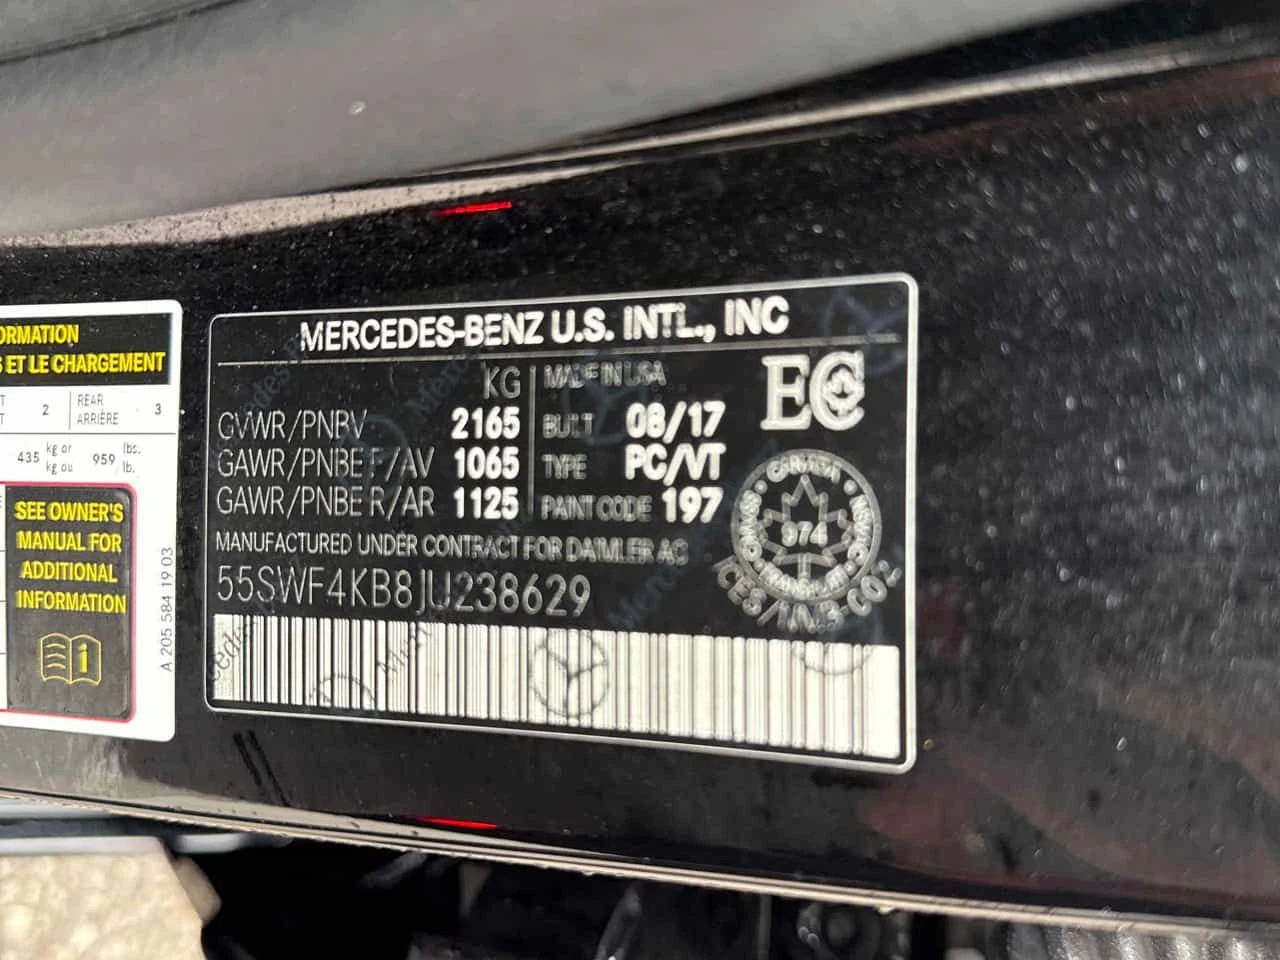 ORMATION
S ET LE CHARGEMENT
2
REAR
ARRIÈRE
3
435 kg or
kg ou
959 lbs.
lb.
SEE OWNER'S
MANUAL FOR
ADDITIONAL
INFORMATION
A 205 584 19 03
MERCEDES-BENZ U.S. INTL., INC
KG
GVWR/PNBV 2165
GAWR/PNBE F/AV 1065
GAWR/PNBE R/AR 1125
MADE IN USA
BUILT 08/17
TYPE PC/VT
PAINT CODE 197
EC
CANADA
974
MANUFACTURED UNDER CONTRACT FOR DAIMLER AG
55SWF4KB8JU238629